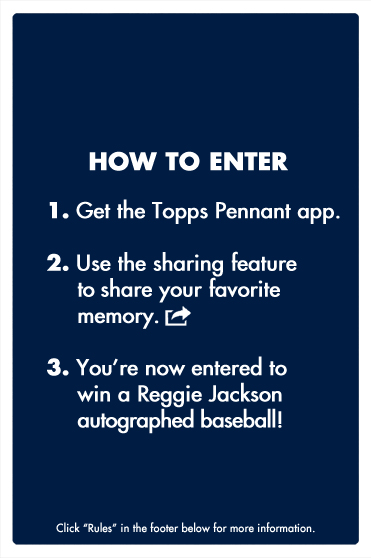 HOW TO ENTER
1. Get the Topps Pennant app.
2. Use the sharing feature
to share your favorite
memory.
3. You're now entered to
win a Reggie Jackson
autographed baseball!
Click “Rules” in the footer below for more information.